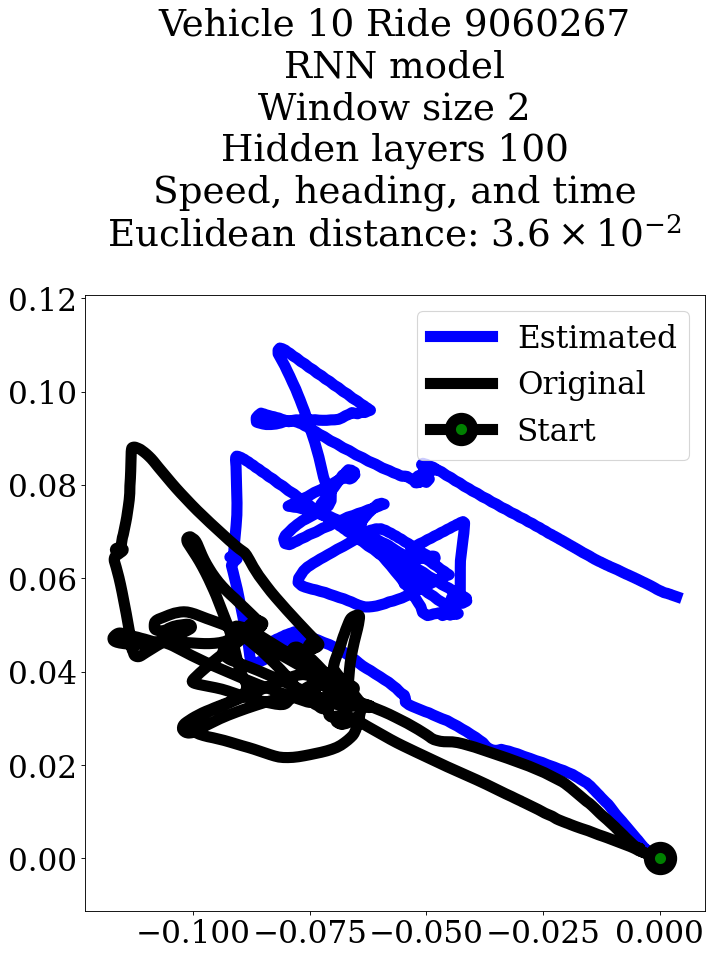 Vehicle 10 Ride 9060267
RNN model
Window size 2
Hidden layers 100
Speed, heading, and time
Euclidean distance: 3.6 × 10⁻²
0.12
0.10
0.08
0.06
0.04
0.02
0.00
Estimated
Original
Start
−0.100 −0.075 −0.050 −0.025 0.000